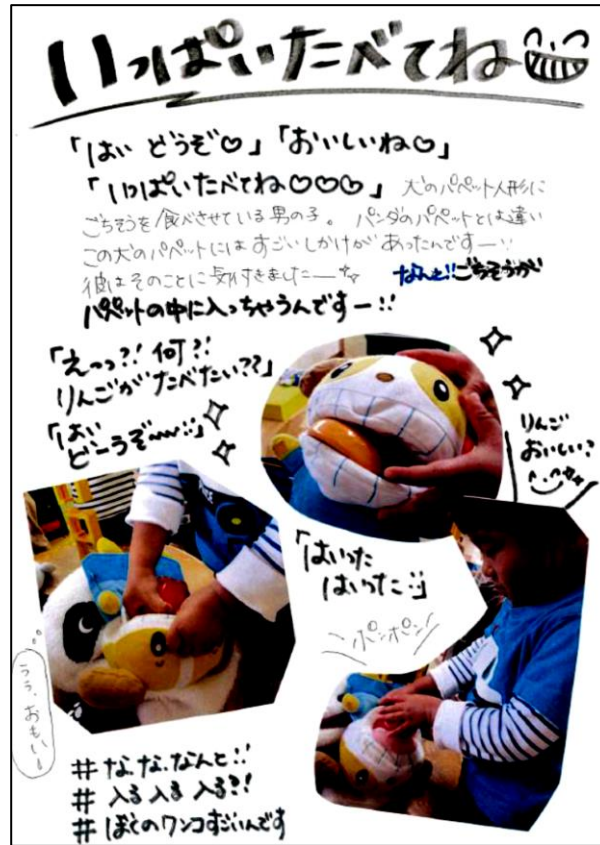 いっぱいたべてね
「はい どうぞ♡」「おいしいね♡」
「いっぱいたべてね♡♡♡」 犬のパペット人形に
ごちそうを食べさせている男の子。 パンダのパペットとは違い
この犬のパペットにはすごいしかけがあったんですー!!
彼はそのことに気付きましたー なんと!!ごちそうが
パペットの中に入っちゃうんですー!!
「えっっ?! 何?!
りんごがたべたい??」
「はい
どーうぞ〜〜」
りんご
おいしい?
「はいった
はいった」
ポンポン!
うう、おもい〜
# な、な、なんと!!
# 入る 入る 入る?!
# ぼくのワンコすごいんです